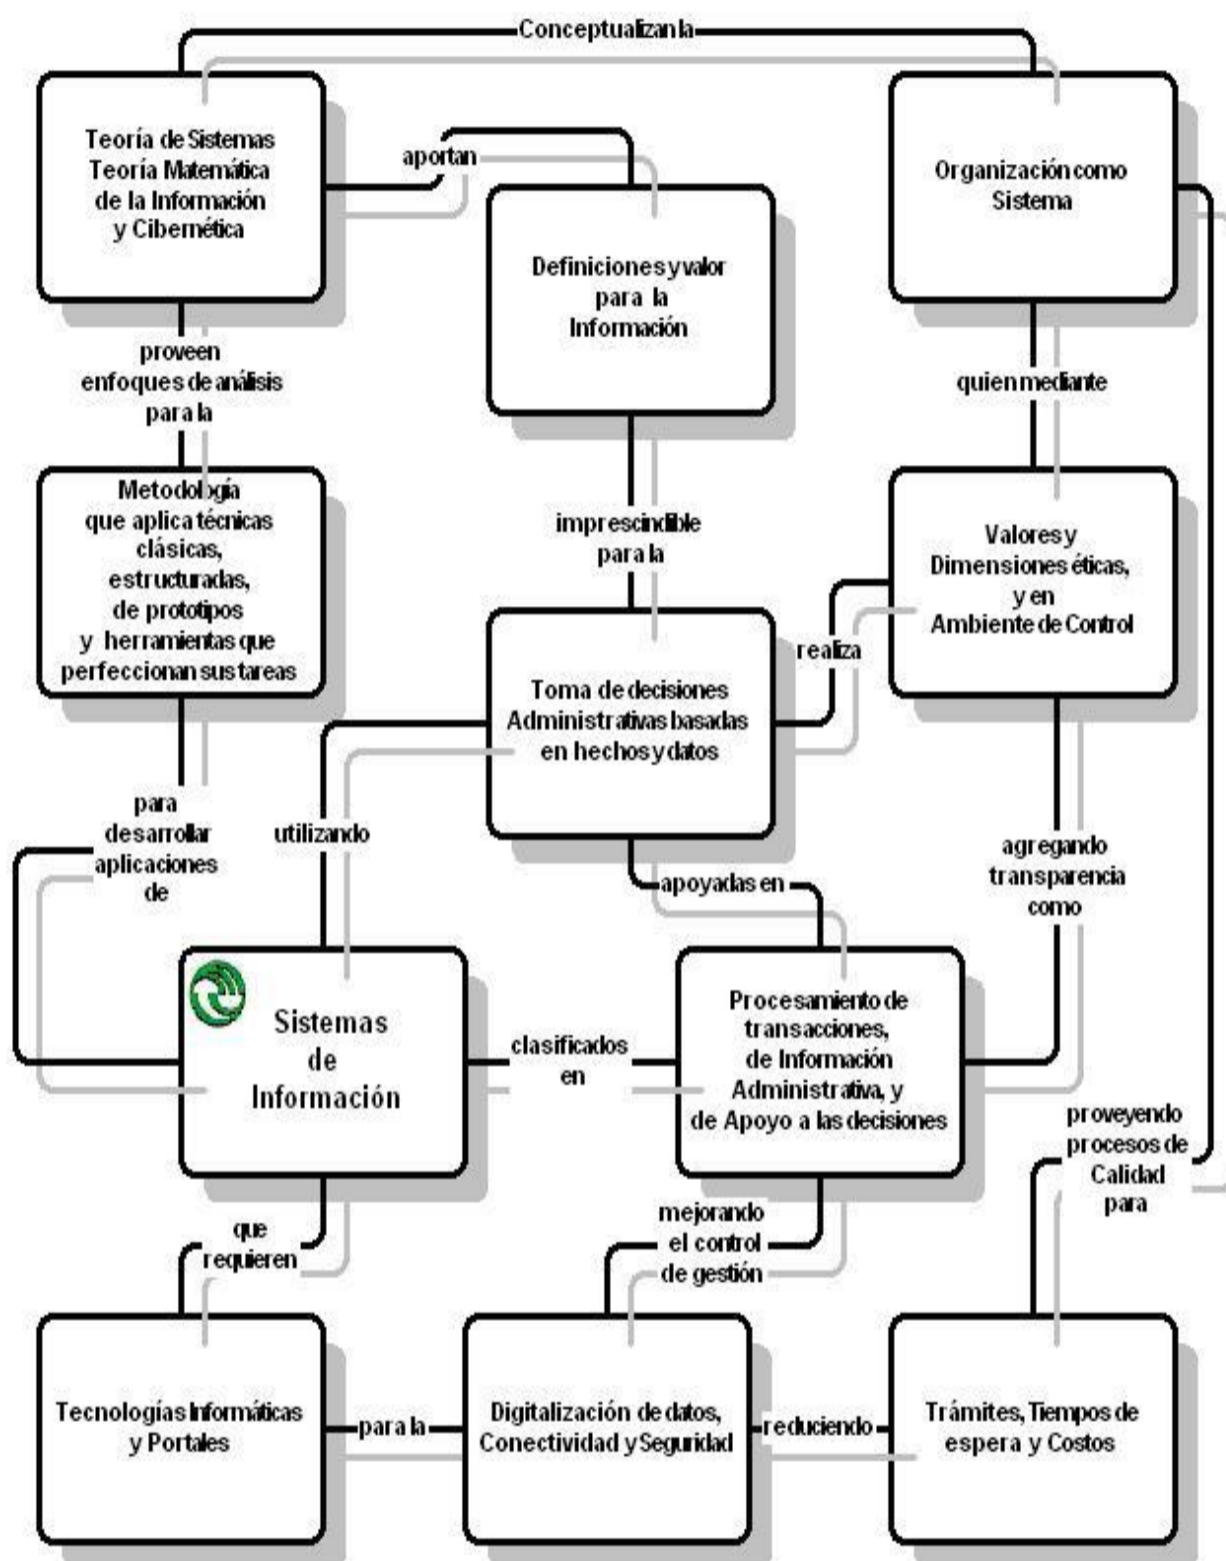 Conceptualizan la
Teoría de Sistemas
Teoría Matemática
de la Información
y Cibernética
aportan
Organización como
Sistema
Definiciones y valor
para la
Información
proveen
enfoques de análisis
para la
quien mediante
Metodología
que aplica técnicas
clásicas,
estructuradas,
de prototipos
y herramientas que
perfeccionan sus tareas
imprescindible
para la
Valores y
Dimensiones éticas,
y en
Ambiente de Control
realiza
Toma de decisiones
Administrativas basadas
en hechos y datos
para
desarrollar
aplicaciones
de
utilizando
apoyadas en
agregando
transparencia
como
Sistemas
de
Información
clasificados
en
Procesamiento de
transacciones,
de Información
Administrativa, y
de Apoyo a las decisiones
proveyendo
procesos de
Calidad
para
que
requieren
mejorando
el control
de gestión
Tecnologías Informáticas
y Portales
para la
Digitalización de datos,
Conectividad y Seguridad
reduciendo
Trámites, Tiempos de
espera y Costos